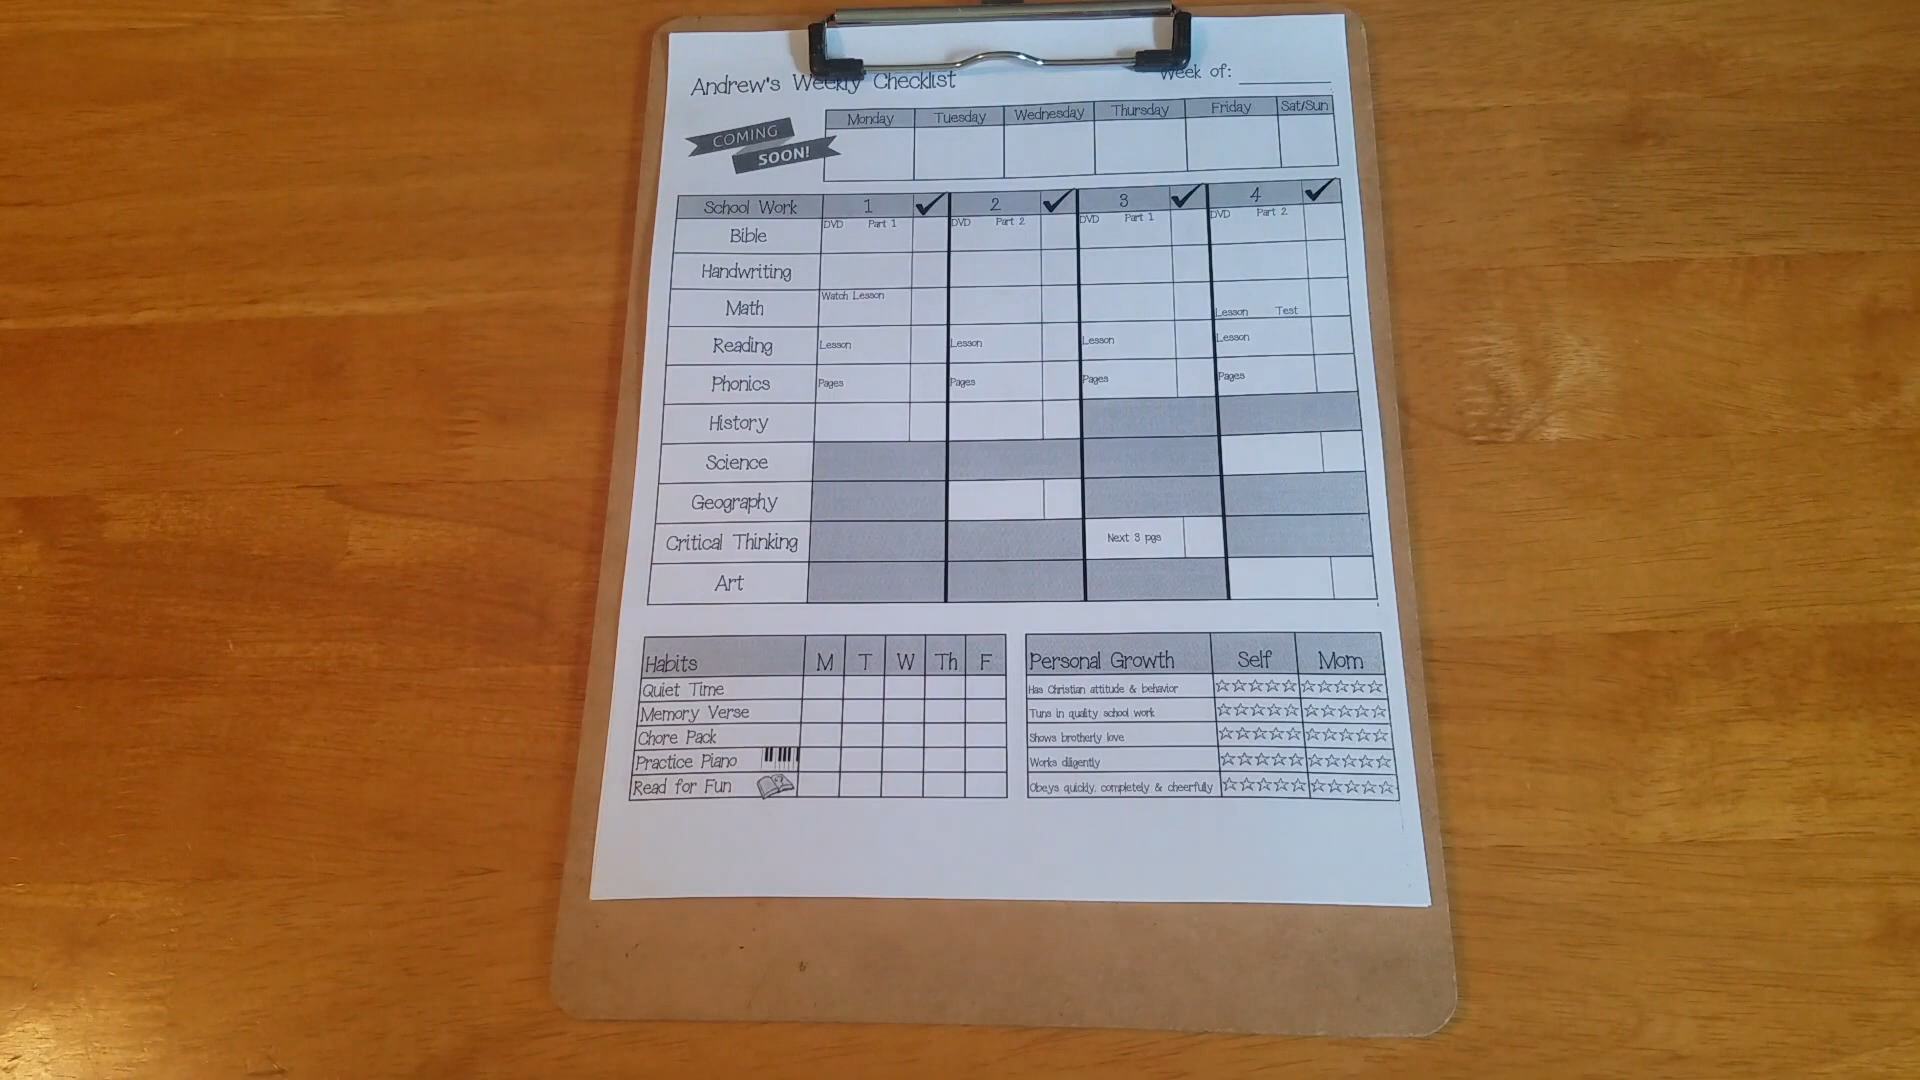 Andrew's Weekly Checklist
Week of:
COMING
SOON!
Monday Tuesday Wednesday Thursday Friday Sat/Sun
School Work 1 ✔ 2 ✔ 3 ✔ 4 ✔
Bible DVD Part 1 DVD Part 2 DVD Part 1 DVD Part 2
Handwriting
Math Watch Lesson Lesson Test
Reading Lesson Lesson Lesson Lesson
Phonics Pages Pages Pages Pages
History
Science
Geography
Critical Thinking Next 3 pgs
Art
Habits M T W Th F
Quiet Time
Memory Verse
Chore Pack
Practice Piano
Read for Fun
Personal Growth Self Mom
Has Christian attitude & behavior
Tuns in quality school work
Shows brotherly love
Works diligently
Obeys quickly, completely & cheerfully